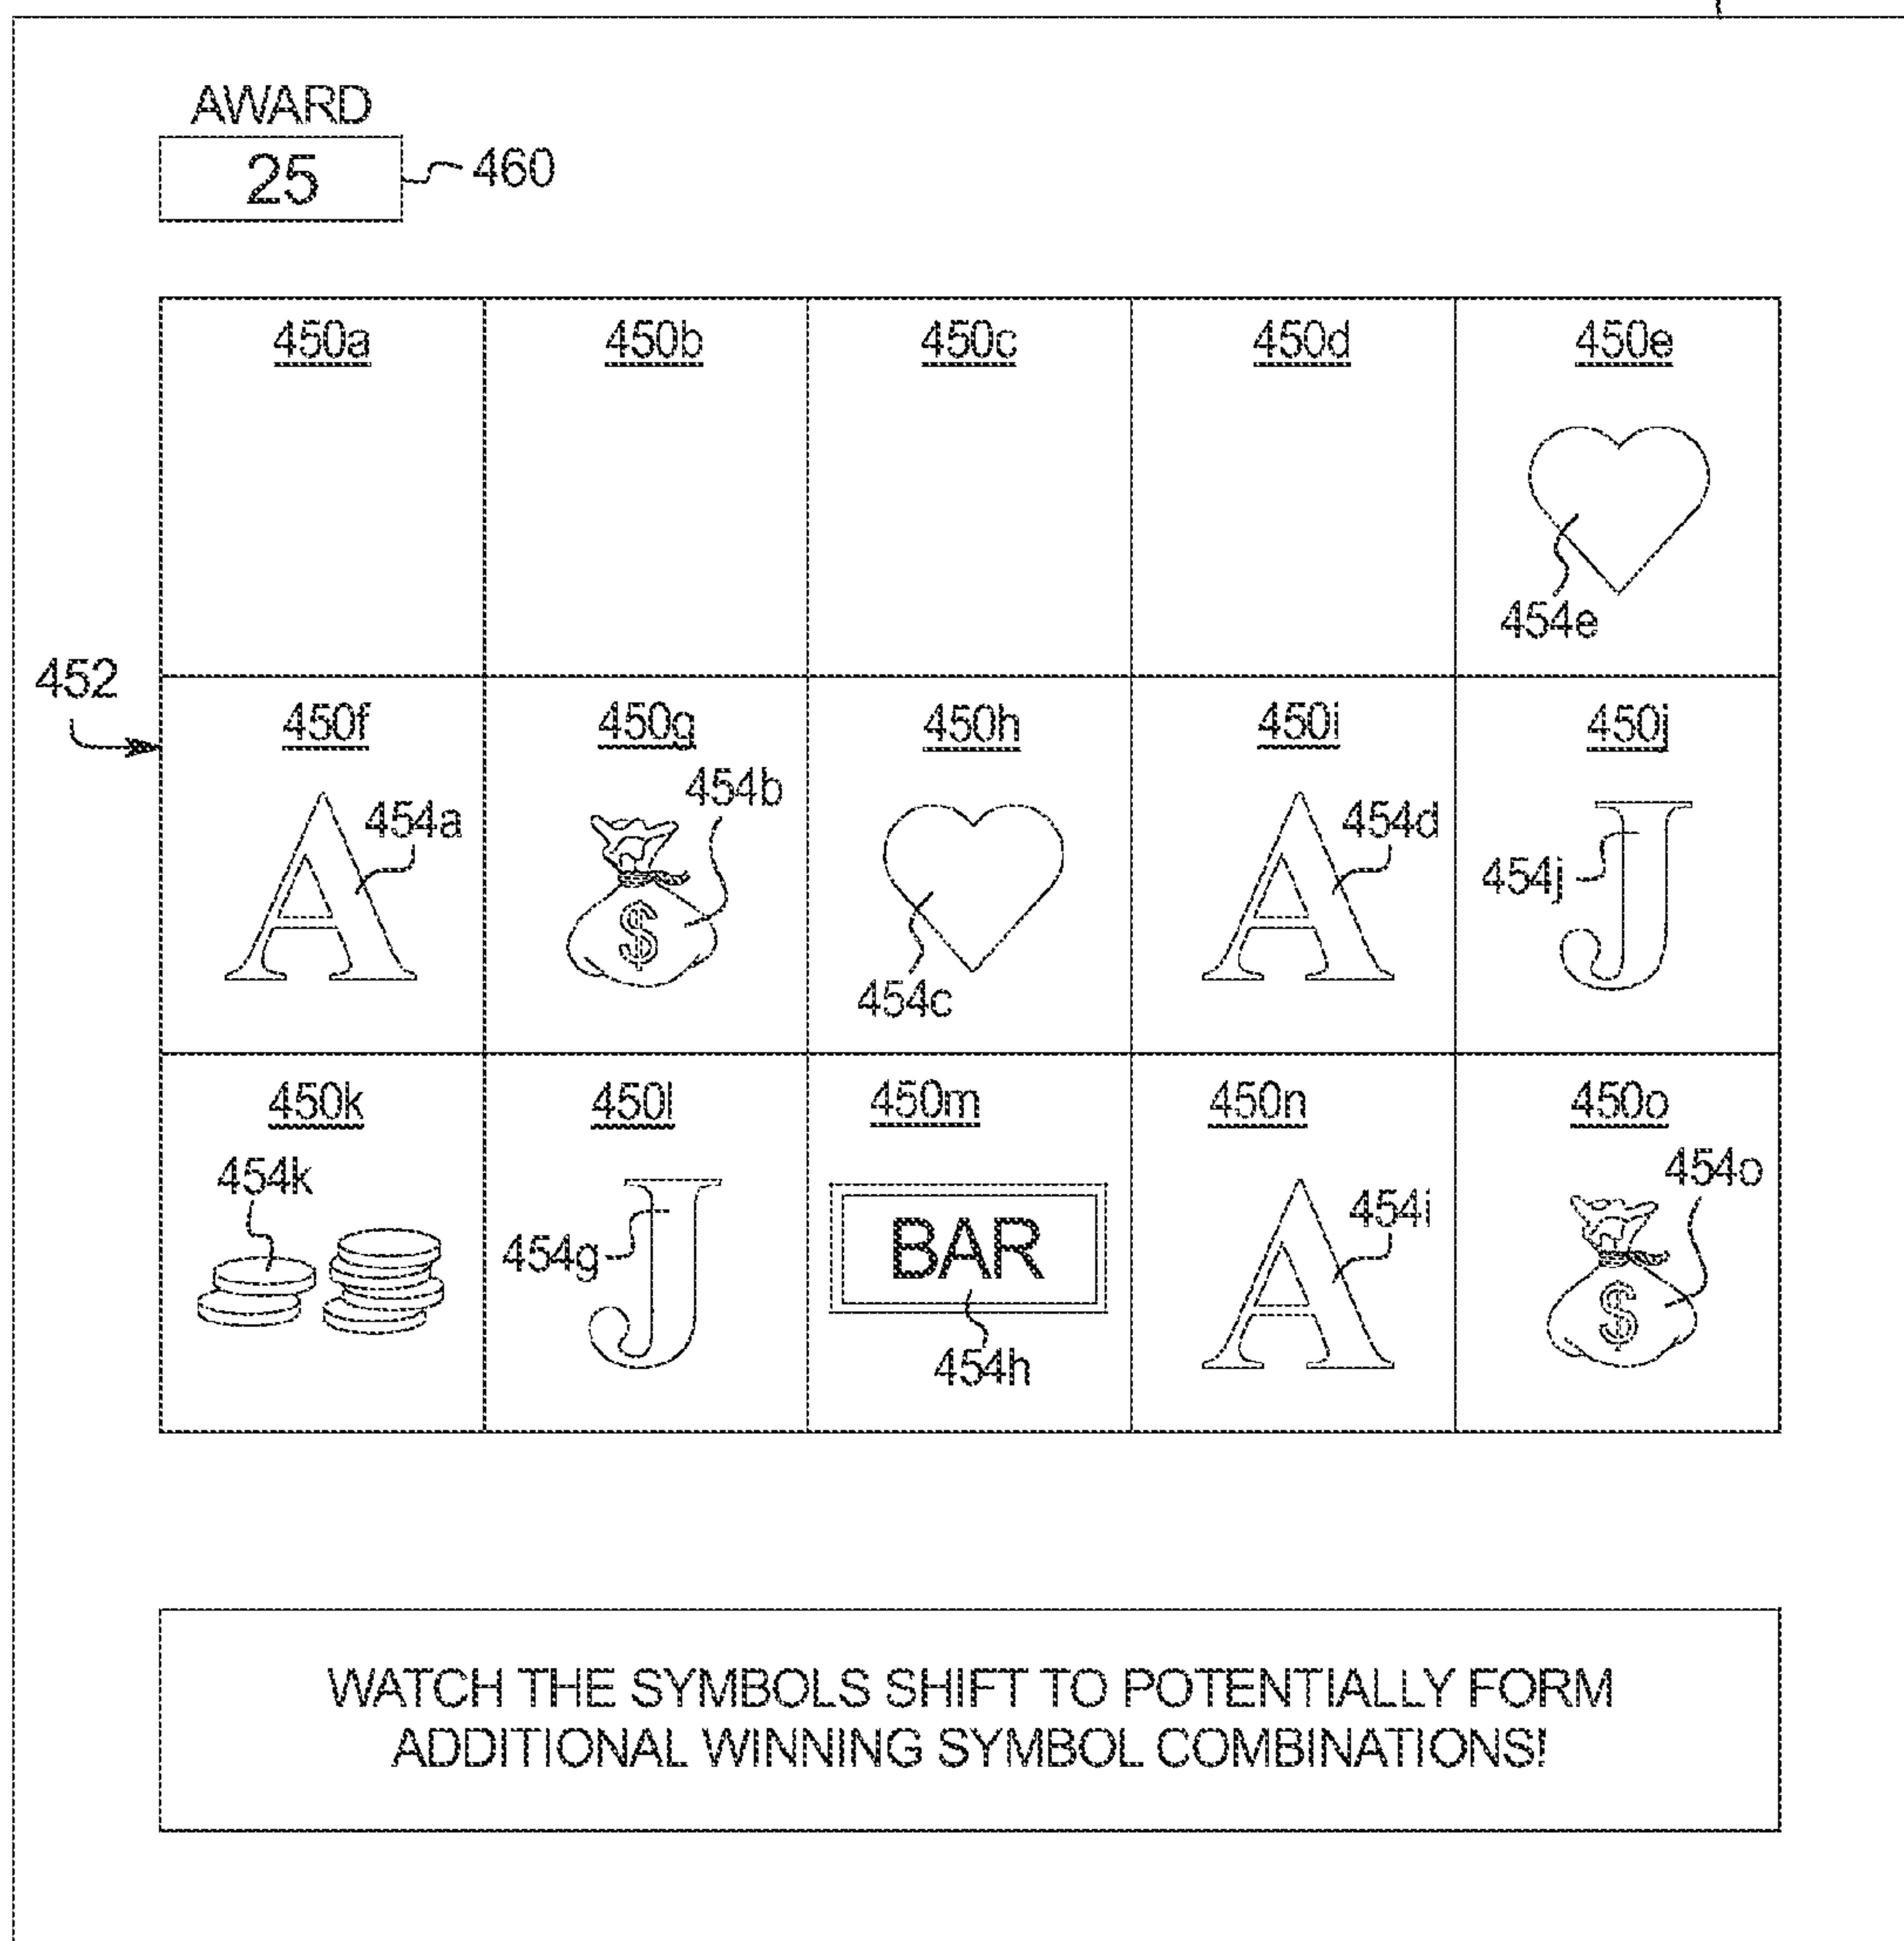 AWARD
25
460
450a 450b 450c 450d 450e
454e
452
450f 450g 450h 450i 450j
454a 454b 454c 454d 454j
$
450k 450l 450m 450n 450o
454k 454g 454h 454i 454o
A J A A J
BAR
$
WATCH THE SYMBOLS SHIFT TO POTENTIALLY FORM
ADDITIONAL WINNING SYMBOL COMBINATIONS!